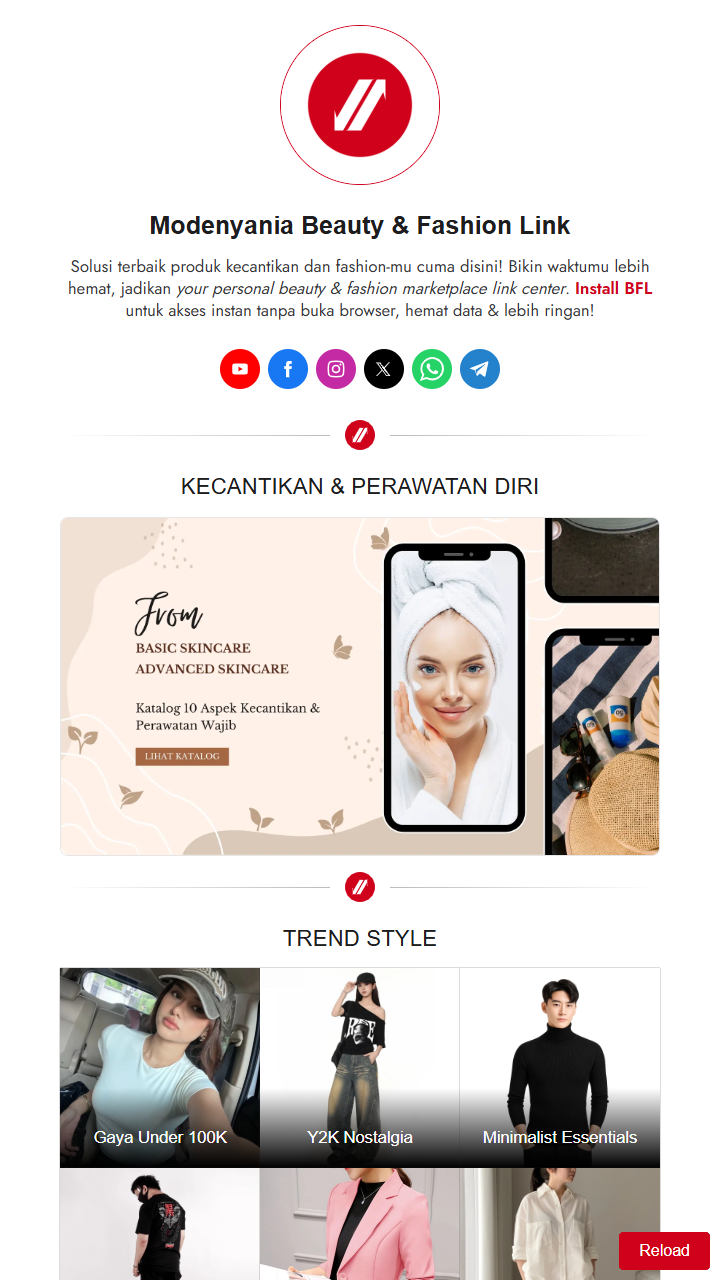 Modenyania Beauty & Fashion Link
Solusi terbaik produk kecantikan dan fashion-mu cuma disini! Bikin waktumu lebih
hemat, jadikan your personal beauty & fashion marketplace link center. Install BFL
untuk akses instan tanpa buka browser, hemat data & lebih ringan!
KECANTIKAN & PERAWATAN DIRI
From
BASIC SKINCARE
ADVANCED SKINCARE
Katalog 10 Aspek Kecantikan &
Perawatan Wajib
LIHAT KATALOG
TREND STYLE
Gaya Under 100K
Y2K Nostalgia
Minimalist Essentials
Reload